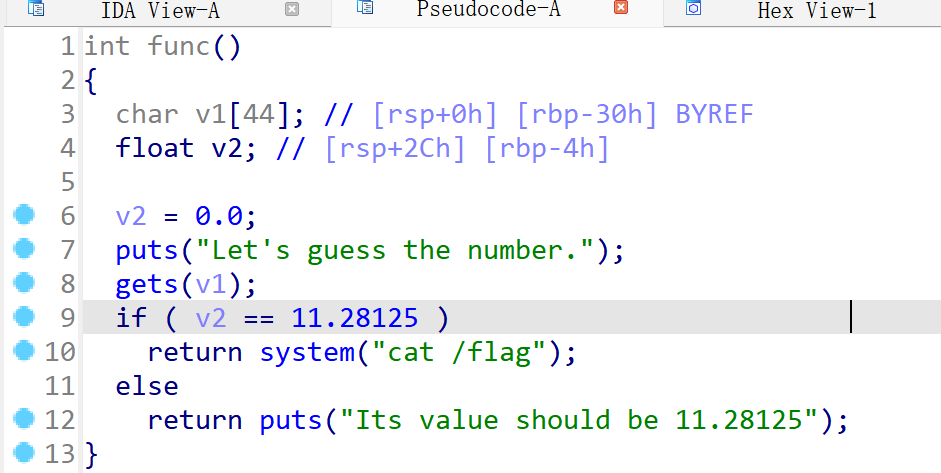 IDA View-A Pseudocode-A Hex View-1
1 int func()
2 {
3   char v1[44]; // [rsp+0h] [rbp-30h] BYREF
4   float v2; // [rsp+2Ch] [rbp-4h]
5
6   v2 = 0.0;
7   puts("Let's guess the number.");
8   gets(v1);
9   if ( v2 == 11.28125 )
10     return system("cat /flag");
11   else
12     return puts("Its value should be 11.28125");
13 }